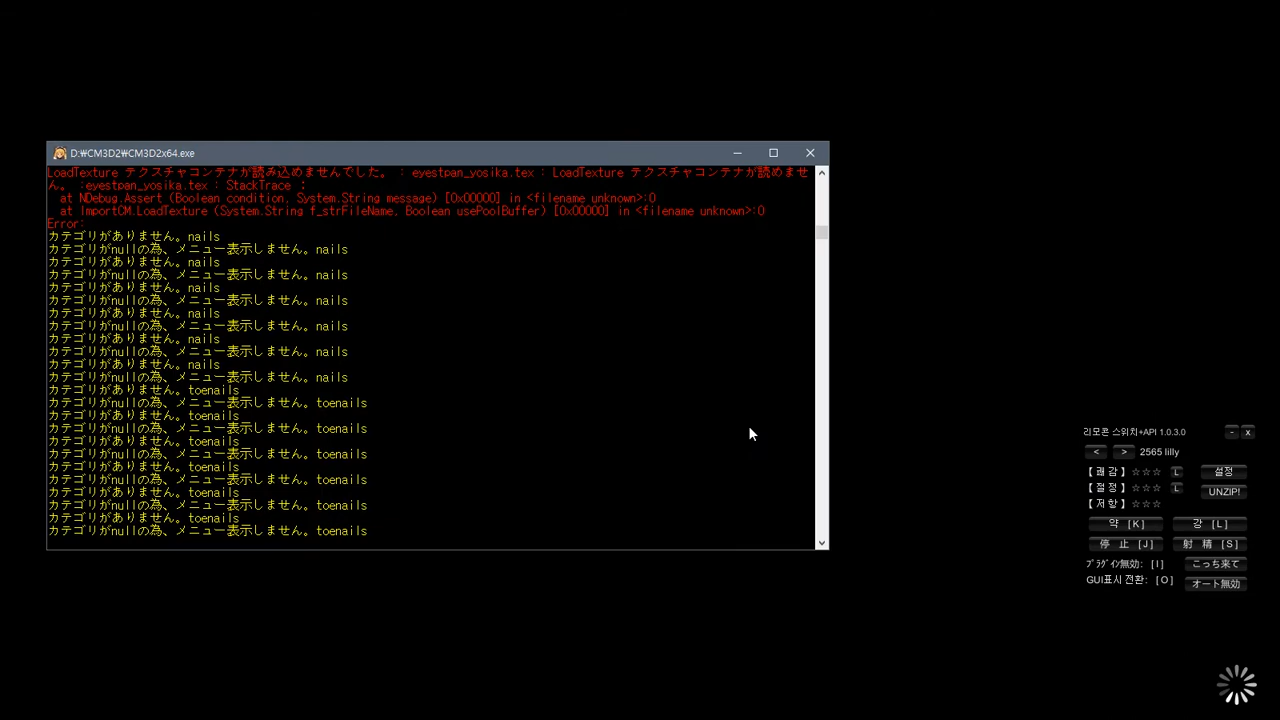 D:₩CM3D2₩CM3D2x64.exe
LoadTexture テクスチャコンテナが読み込めませんでした。 : eyestpan_yosika.tex : LoadTexture テクスチャコンテナが読めませ
ん。 :eyestpan_yosika.tex : StackTrace :
at NDebug.Assert (Boolean condition, System.String message) [0x00000] in <filename unknown>:0
at ImportCM.LoadTexture (System.String f_strFileName, Boolean usePoolBuffer) [0x00000] in <filename unknown>:0
Error:
カテゴリがありません。nails
カテゴリがnullの為、メニュー表示しません。nails
カテゴリがありません。nails
カテゴリがnullの為、メニュー表示しません。nails
カテゴリがありません。nails
カテゴリがnullの為、メニュー表示しません。nails
カテゴリがありません。nails
カテゴリがnullの為、メニュー表示しません。nails
カテゴリがありません。nails
カテゴリがnullの為、メニュー表示しません。nails
カテゴリがありません。nails
カテゴリがnullの為、メニュー表示しません。nails
カテゴリがありません。toenails
カテゴリがnullの為、メニュー表示しません。toenails
カテゴリがありません。toenails
カテゴリがnullの為、メニュー表示しません。toenails
カテゴリがありません。toenails
カテゴリがnullの為、メニュー表示しません。toenails
カテゴリがありません。toenails
カテゴリがnullの為、メニュー表示しません。toenails
カテゴリがありません。toenails
カテゴリがnullの為、メニュー表示しません。toenails
カテゴリがありません。toenails
カテゴリがnullの為、メニュー表示しません。toenails
리모콘 스위치+API 1.0.3.0 - x
< > 2565 lilly
【쾌감】☆☆☆ L 설정
【절정】☆☆☆ L UNZIP!
【저항】☆☆☆
약 [K] 강 [L]
停 止 [J] 射 精 [S]
ﾌﾟﾗｸﾞｲﾝ無効: [I] こっち来て
GUI표시 전환: [O] オート無効